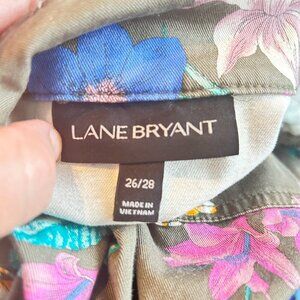 LANE BRYANT
26/28
MADE IN
VIETNAM